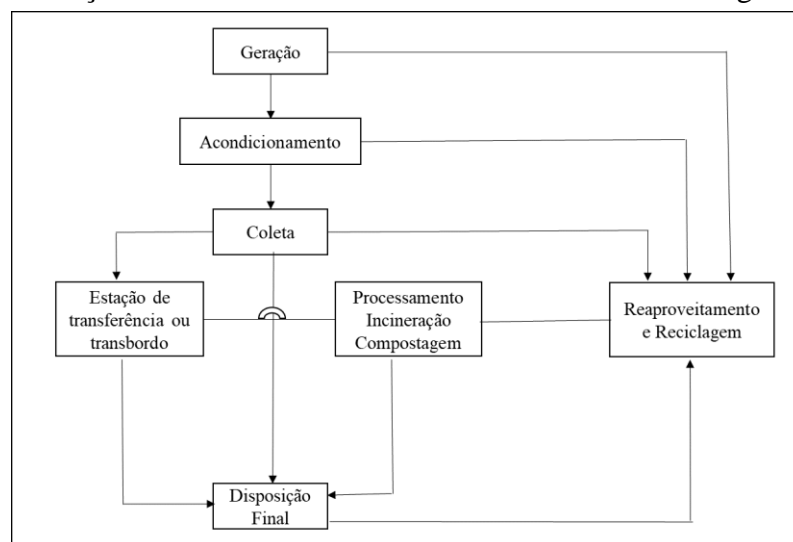 Geração
Acondicionamento
Coleta
Estação de
transferência ou
transbordo
Processamento
Incineração
Compostagem
Reaproveitamento
e Reciclagem
Disposição
Final